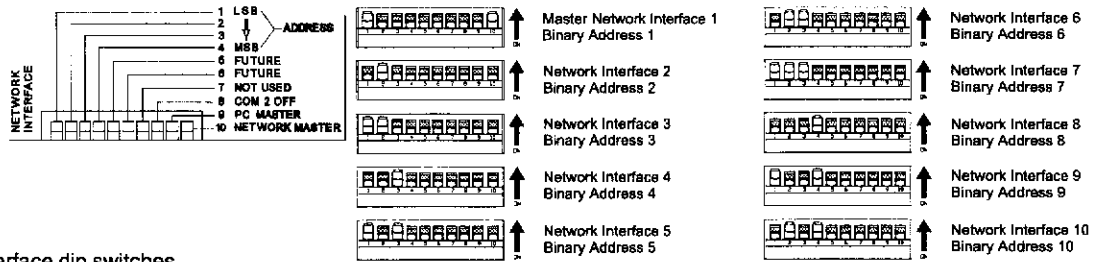 1 LSB
2
3
4 MSB
ADDRESS
5 FUTURE
6 FUTURE
7 NOT USED
8 COM 2 OFF
9 PC MASTER
10 NETWORK MASTER
NETWORK
INTERFACE
Master Network Interface 1
Binary Address 1
Network Interface 2
Binary Address 2
Network Interface 3
Binary Address 3
Network Interface 4
Binary Address 4
Network Interface 5
Binary Address 5
Network Interface 6
Binary Address 6
Network Interface 7
Binary Address 7
Network Interface 8
Binary Address 8
Network Interface 9
Binary Address 9
Network Interface 10
Binary Address 10
erface dip switches